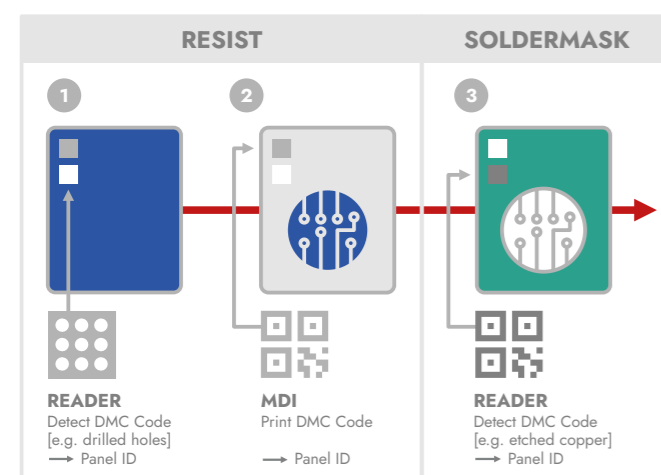 RESIST
SOLDERMASK
1
2
3
READER
Detect DMC Code
[e.g. drilled holes]
Panel ID
MDI
Print DMC Code
Panel ID
READER
Detect DMC Code
[e.g. etched copper]
Panel ID